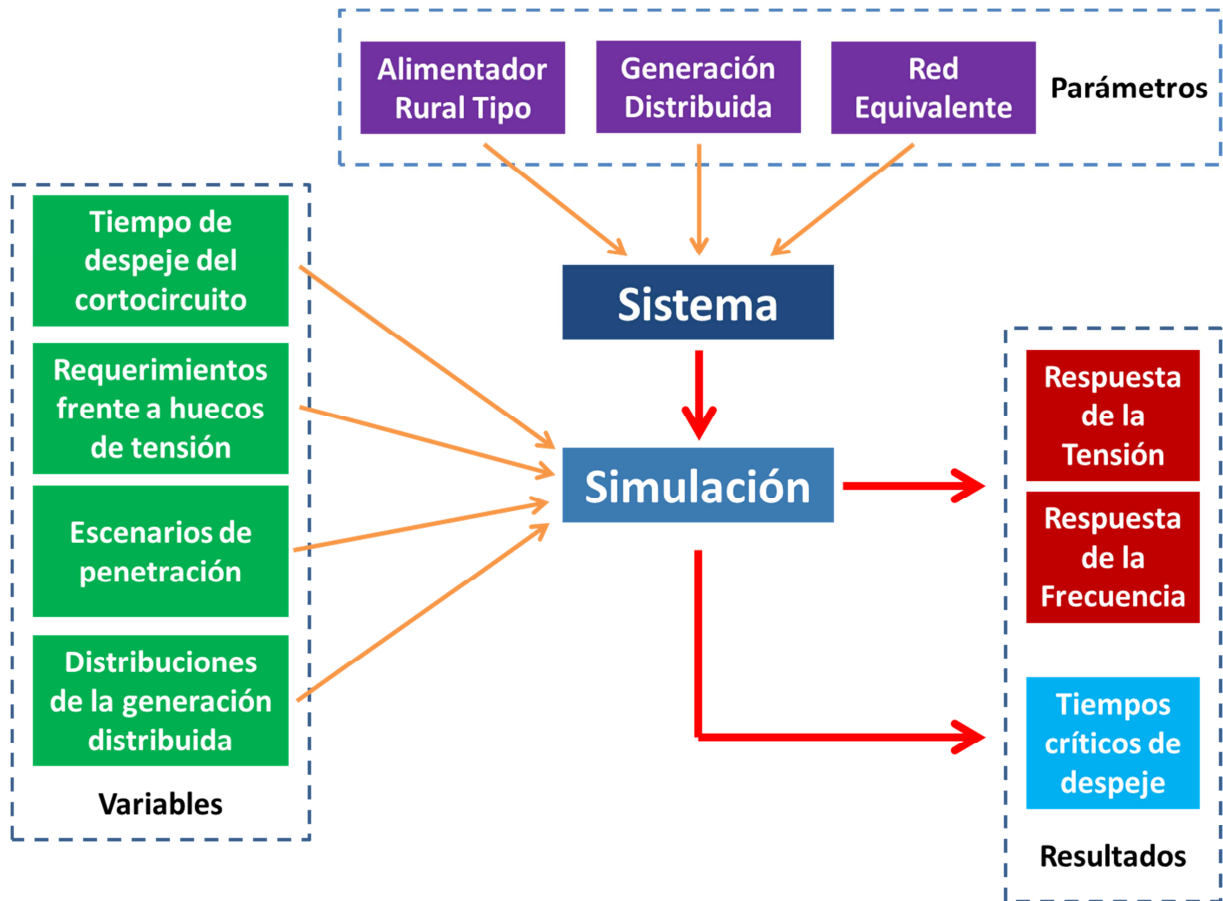 Alimentador
Rural Tipo
Generación
Distribuida
Red
Equivalente
Parámetros
Tiempo de
despeje del
cortocircuito
Requerimientos
frente a huecos
de tensión
Escenarios de
penetración
Distribuciones
de la generación
distribuida
Variables
Sistema
Simulación
Respuesta
de la
Tensión
Respuesta
de la
Frecuencia
Tiempos
críticos de
despeje
Resultados